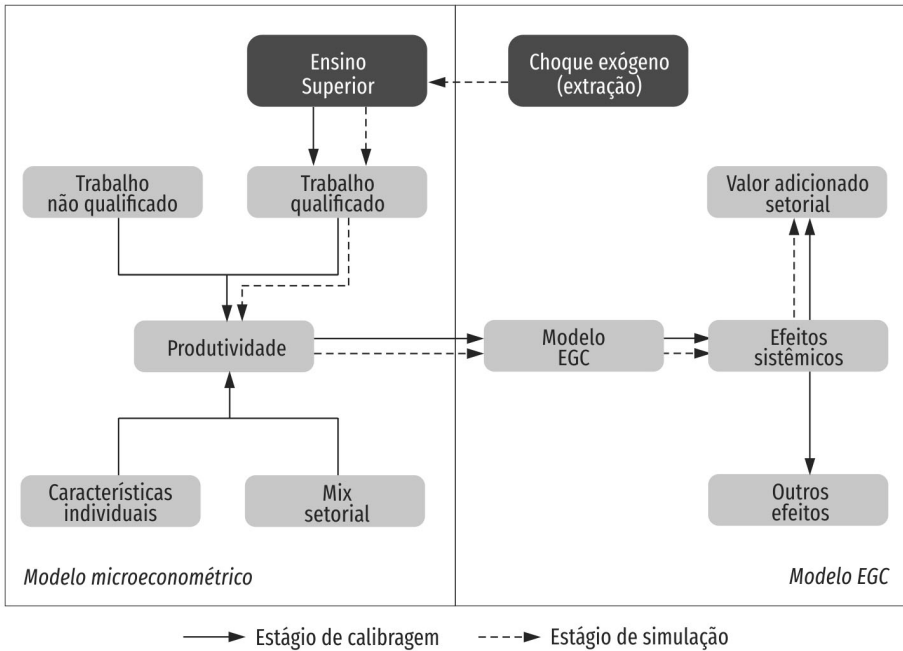 Ensino
Superior
Choque exógeno
(extração)
Trabalho
não qualificado
Trabalho
qualificado
Valor adicionado
setorial
Produtividade
Modelo
EGC
Efeitos
sistêmicos
Características
individuais
Mix
setorial
Outros
efeitos
Modelo microeconométrico
Modelo EGC
Estágio de calibragem
Estágio de simulação